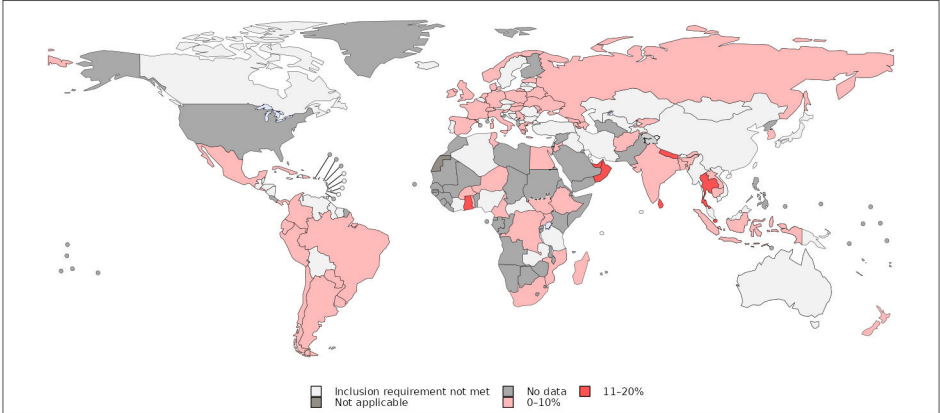 Inclusion requirement not met No data 11–20%
Not applicable 0–10%